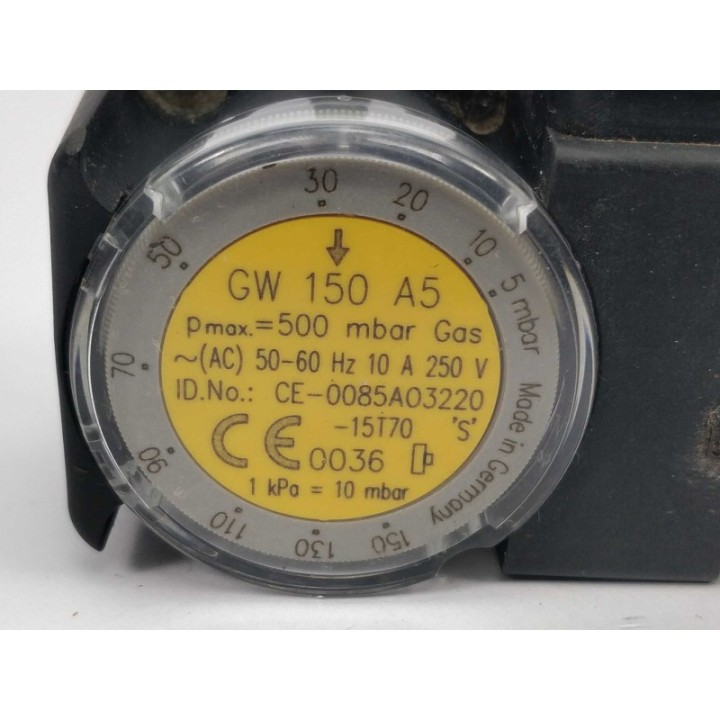 GW 150 A5
pmax.=500 mbar Gas
~(AC) 50-60 Hz 10 A 250 V
ID.No.: CE-0085AO3220
-15T70 'S'
CE 0036
1 kPa = 10 mbar
5 mbar
10
20
30
50
70
90
110
130
150
Made in Germany